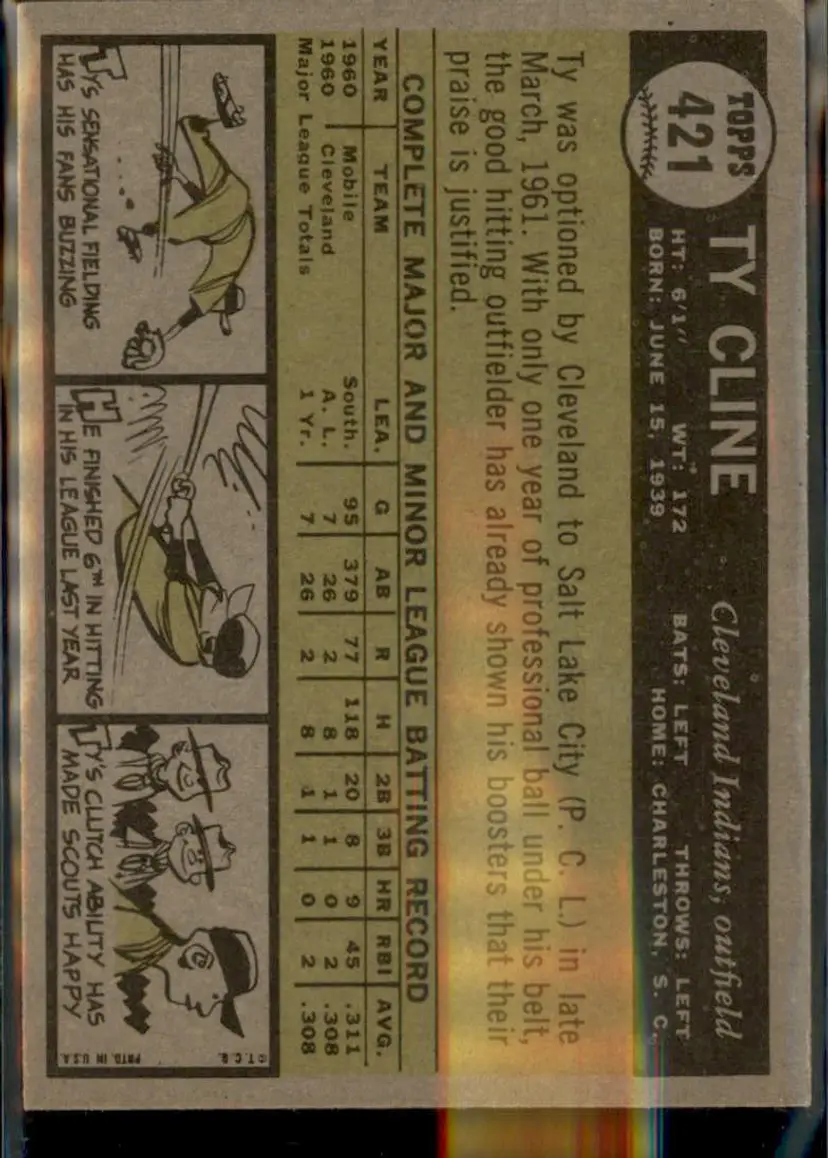 TOPPS
421
TY CLINE Cleveland Indians, outfield
HT: 6/1" WT: 172 BATS: LEFT THROWS: LEFT
BORN: JUNE 15, 1939 HOME: CHARLESTON, S. C.
Ty was optioned by Cleveland to Salt Lake City (P. C. L.) in late
March, 1961. With only one year of professional ball under his belt,
the good hitting outfielder has already shown his boosters that their
praise is justified.
COMPLETE MAJOR AND MINOR LEAGUE BATTING RECORD
YEAR TEAM LEA. G AB R H 2B 3B HR RBI AVG.
1960 Mobile South. 95 379 77 118 20 8 9 45 .311
1960 Cleveland A. L. 7 26 2 8 1 1 0 2 .308
Major League Totals 1 Yr. 7 26 2 8 1 1 0 2 .308
TY'S SENSATIONAL FIELDING
HAS HIS FANS BUZZING
HE FINISHED 6TH IN HITTING
IN HIS LEAGUE LAST YEAR
TY'S CLUTCH ABILITY HAS
MADE SCOUTS HAPPY
© T. C. G.
PRTD. IN U.S.A.